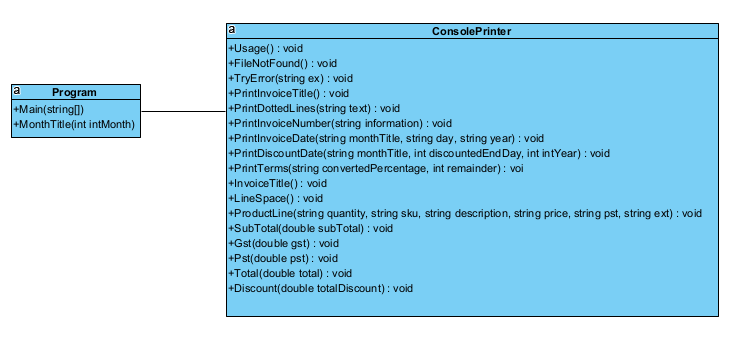 a
Program
+Main(string[])
+MonthTitle(int intMonth)
a
ConsolePrinter
+Usage() : void
+FileNotFound() : void
+TryError(string ex) : void
+PrintInvoiceTitle() : void
+PrintDottedLines(string text) : void
+PrintInvoiceNumber(string information) : void
+PrintInvoiceDate(string monthTitle, string day, string year) : void
+PrintDiscountDate(string monthTitle, int discountedEndDay, int intYear) : void
+PrintTerms(string convertedPercentage, int remainder) : voi
+InvoiceTitle() : void
+LineSpace() : void
+ProductLine(string quantity, string sku, string description, string price, string pst, string ext) : void
+SubTotal(double subTotal) : void
+Gst(double gst) : void
+Pst(double pst) : void
+Total(double total) : void
+Discount(double totalDiscount) : void